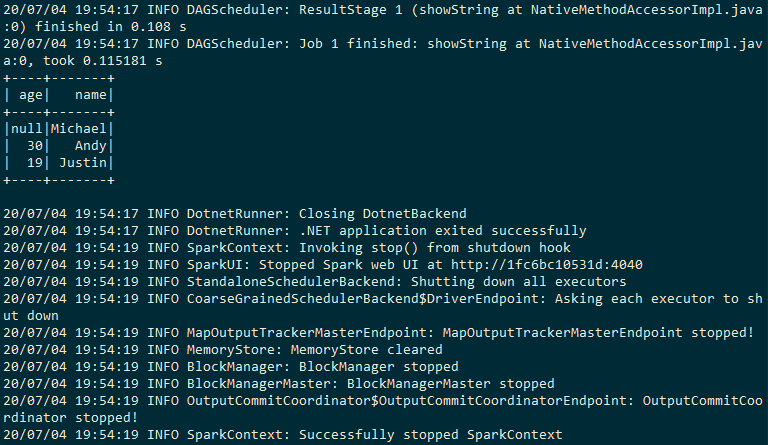 20/07/04 19:54:17 INFO DAGScheduler: ResultStage 1 (showString at NativeMethodAccessorImpl.java
:0) finished in 0.108 s
20/07/04 19:54:17 INFO DAGScheduler: Job 1 finished: showString at NativeMethodAccessorImpl.jav
a:0, took 0.115181 s
+----+-------+
| age|   name|
+----+-------+
|null|Michael|
|  30|   Andy|
|  19| Justin|
+----+-------+

20/07/04 19:54:17 INFO DotnetRunner: Closing DotnetBackend
20/07/04 19:54:17 INFO DotnetRunner: .NET application exited successfully
20/07/04 19:54:19 INFO SparkContext: Invoking stop() from shutdown hook
20/07/04 19:54:19 INFO SparkUI: Stopped Spark web UI at http://1fc6bc10531d:4040
20/07/04 19:54:19 INFO StandaloneSchedulerBackend: Shutting down all executors
20/07/04 19:54:19 INFO CoarseGrainedSchedulerBackend$DriverEndpoint: Asking each executor to sh
ut down
20/07/04 19:54:19 INFO MapOutputTrackerMasterEndpoint: MapOutputTrackerMasterEndpoint stopped!
20/07/04 19:54:19 INFO MemoryStore: MemoryStore cleared
20/07/04 19:54:19 INFO BlockManager: BlockManager stopped
20/07/04 19:54:19 INFO BlockManagerMaster: BlockManagerMaster stopped
20/07/04 19:54:19 INFO OutputCommitCoordinator$OutputCommitCoordinatorEndpoint: OutputCommitCoo
rdinator stopped!
20/07/04 19:54:19 INFO SparkContext: Successfully stopped SparkContext